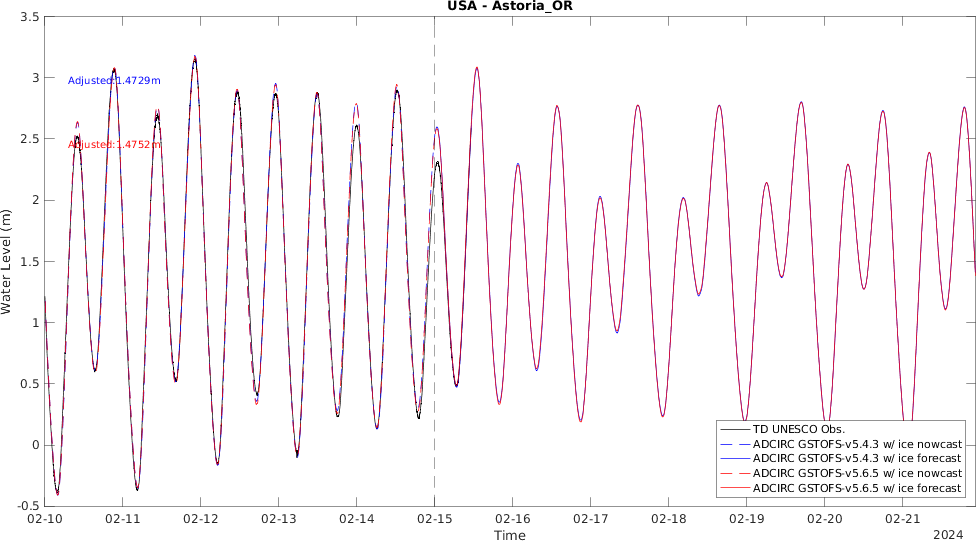 USA - Astoria_OR
3.5
3
2.5
2
1.5
1
0.5
0
-0.5
Water Level (m)
Adjusted:1.4729m
Adjusted:1.4752m
TD UNESCO Obs.
ADCIRC GSTOFS-v5.4.3 w/ ice nowcast
ADCIRC GSTOFS-v5.4.3 w/ ice forecast
ADCIRC GSTOFS-v5.6.5 w/ ice nowcast
ADCIRC GSTOFS-v5.6.5 w/ ice forecast
02-10 02-11 02-12 02-13 02-14 02-15 02-16 02-17 02-18 02-19 02-20 02-21
Time
2024